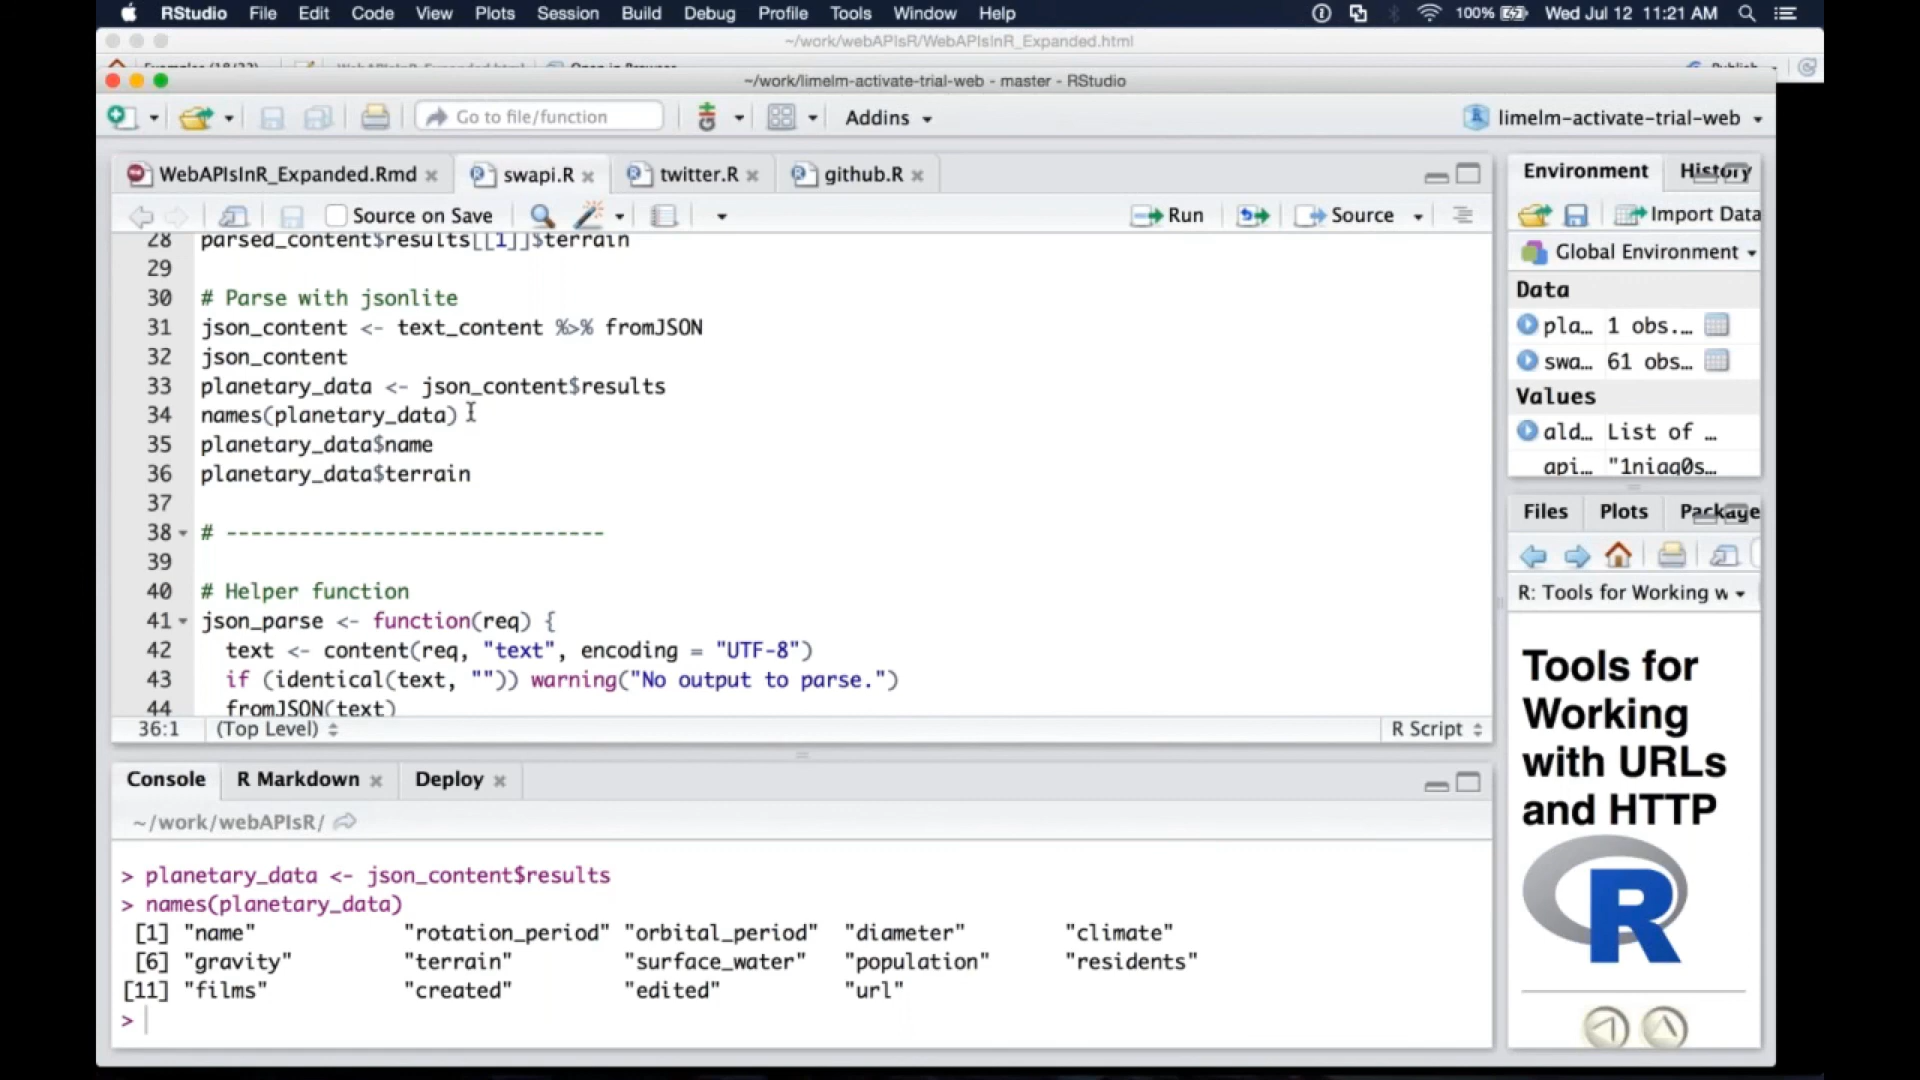 RStudio File Edit Code View Plots Session Build Debug Profile Tools Window Help 100% Wed Jul 12 11:21 AM
~/work/webAPIsR/WebAPIsInR_Expanded.html
~/work/limelm-activate-trial-web - master - RStudio
Go to file/function Addins limelm-activate-trial-web
WebAPIsInR_Expanded.Rmd swapi.R twitter.R github.R
Source on Save Run Source
28 parsed_content$results[[1]]$terrain
29
30 # Parse with jsonlite
31 json_content <- text_content %>% fromJSON
32 json_content
33 planetary_data <- json_content$results
34 names(planetary_data)
35 planetary_data$name
36 planetary_data$terrain
37
38 # -------------------------------
39
40 # Helper function
41 json_parse <- function(req) {
42 text <- content(req, "text", encoding = "UTF-8")
43 if (identical(text, "")) warning("No output to parse.")
44 fromJSON(text)
36:1 (Top Level) R Script
Console R Markdown Deploy
~/work/webAPIsR/
> planetary_data <- json_content$results
> names(planetary_data)
[1] "name" "rotation_period" "orbital_period" "diameter" "climate"
[6] "gravity" "terrain" "surface_water" "population" "residents"
[11] "films" "created" "edited" "url"
>
Environment History
Import Data
Global Environment
Data
pla... 1 obs....
swa... 61 obs...
Values
ald... List of ...
api... "1niaq0s...
Files Plots Package
R: Tools for Working w
Tools for
Working
with URLs
and HTTP
R